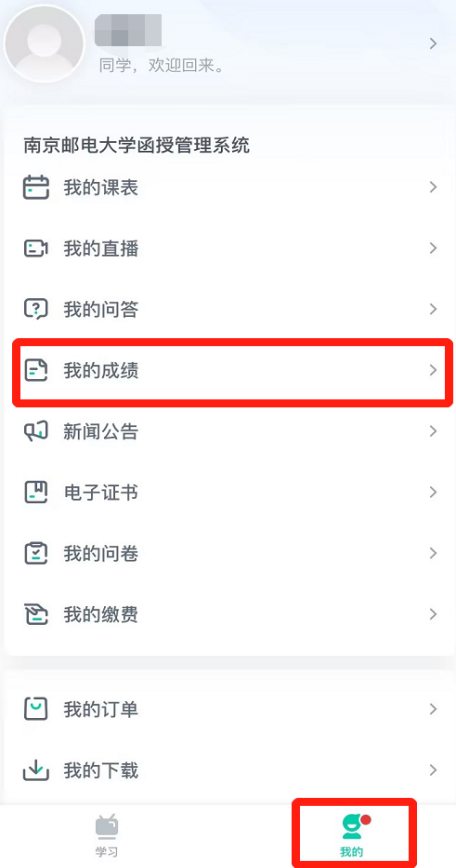 同学，欢迎回来。
南京邮电大学函授管理系统
我的课表
我的直播
我的问答
我的成绩
新闻公告
电子证书
我的问卷
我的缴费
我的订单
我的下载
学习
我的